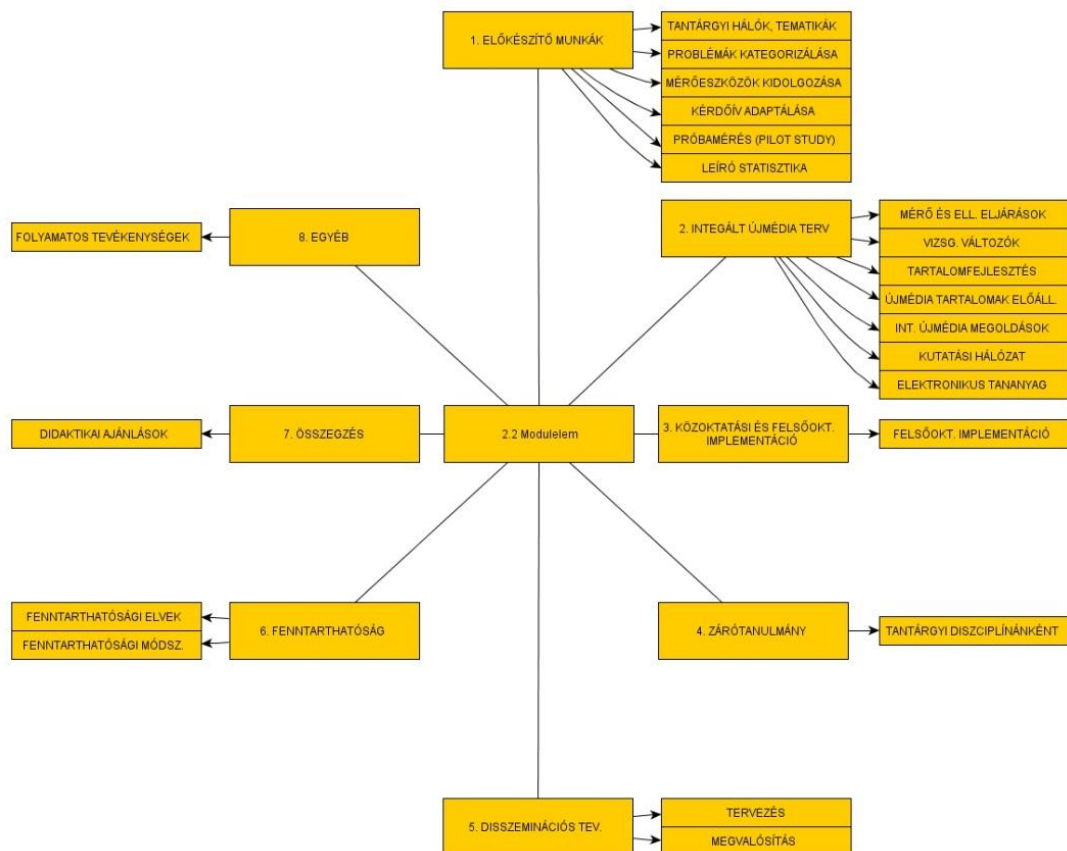 1. ELŐKÉSZÍTŐ MUNKÁK
TANTÁRGYI HÁLÓK, TEMATIKÁK
PROBLÉMÁK KATEGORIZÁLÁSA
MÉRŐESZKÖZÖK KIDOLGOZÁSA
KÉRDŐÍV ADAPTÁLÁSA
PRÓBAMÉRÉS (PILOT STUDY)
LEÍRÓ STATISZTIKA
2. INTEGÁLT ÚJMÉDIA TERV
MÉRŐ ÉS ELL. ELJÁRÁSOK
VIZSG. VÁLTOZÓK
TARTALOMFEJLESZTÉS
ÚJMÉDIA TARTALOMAK ELŐÁLL.
INT. ÚJMÉDIA MEGOLDÁSOK
KUTATÁSI HÁLÓZAT
ELEKTRONIKUS TANANYAG
8. EGYÉB
FOLYAMATOS TEVÉKENYSÉGEK
DIDAKTIKAI AJÁNLÁSOK
7. ÖSSZEGZÉS
2.2 Modulelem
3. KÖZOKTATÁSI ÉS FELSŐOKT.
IMPLEMENTÁCIÓ
FELSŐOKT. IMPLEMENTÁCIÓ
FENNTARTHATÓSÁGI ELVEK
FENNTARTHATÓSÁGI MÓDSZ.
6. FENNTARTHATÓSÁG
4. ZÁRÓTANULMÁNY
TANTÁRGYI DISZCIPLÍNÁNKÉNT
5. DISSZEMINÁCIÓS TEV.
TERVEZÉS
MEGVALÓSÍTÁS